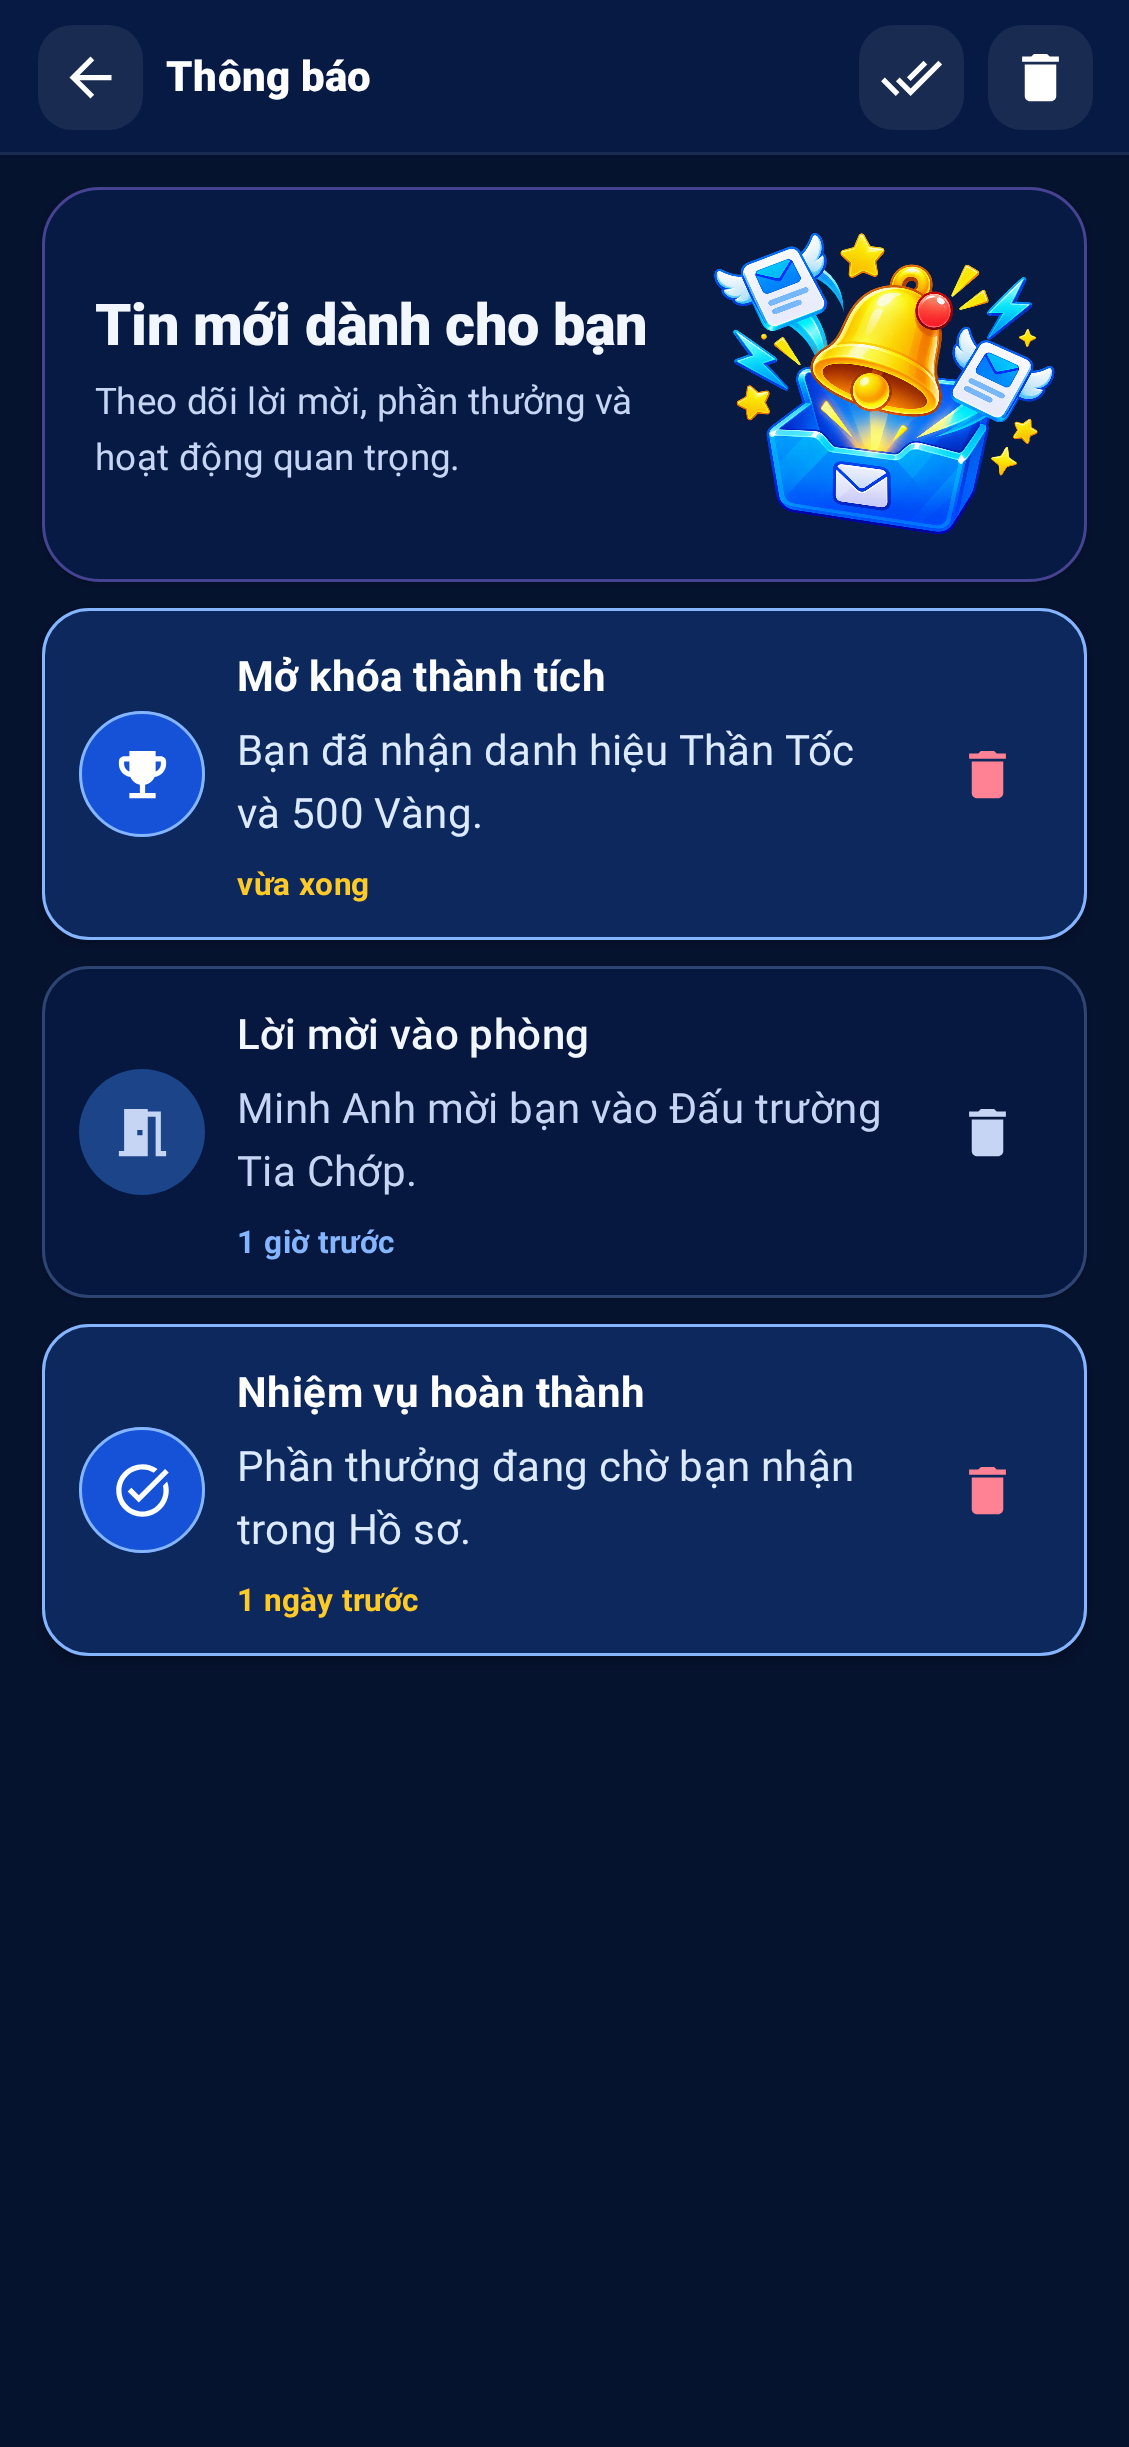 Thông báo
Tin mới dành cho bạn
Theo dõi lời mời, phần thưởng và
hoạt động quan trọng.
Mở khóa thành tích
Bạn đã nhận danh hiệu Thần Tốc
và 500 Vàng.
vừa xong
Lời mời vào phòng
Minh Anh mời bạn vào Đấu trường
Tia Chớp.
1 giờ trước
Nhiệm vụ hoàn thành
Phần thưởng đang chờ bạn nhận
trong Hồ sơ.
1 ngày trước